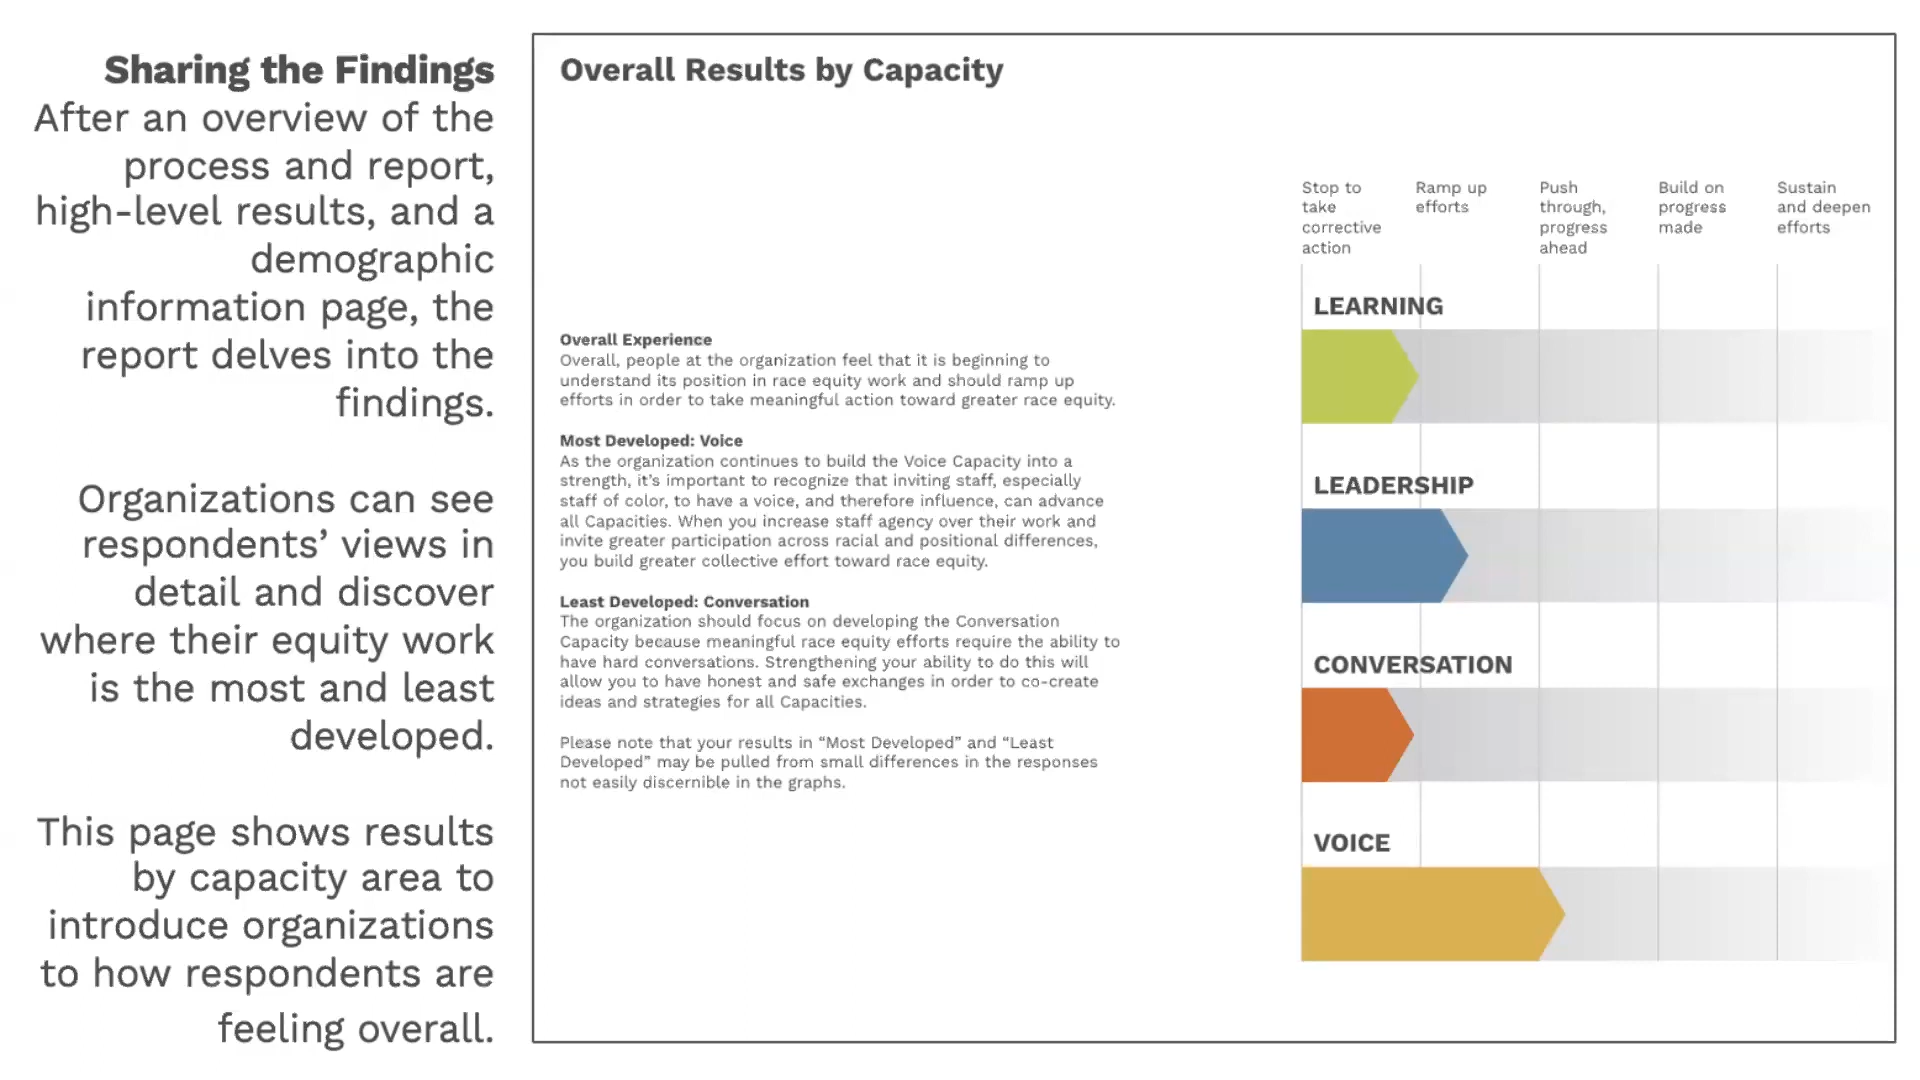 Sharing the Findings
After an overview of the
process and report,
high-level results, and a
demographic
information page, the
report delves into the
findings.
Organizations can see
respondents’ views in
detail and discover
where their equity work
is the most and least
developed.
This page shows results
by capacity area to
introduce organizations
to how respondents are
feeling overall.
Overall Results by Capacity
Overall Experience
Overall, people at the organization feel that it is beginning to
understand its position in race equity work and should ramp up
efforts in order to take meaningful action toward greater race equity.
Most Developed: Voice
As the organization continues to build the Voice Capacity into a
strength, it’s important to recognize that inviting staff, especially
staff of color, to have a voice, and therefore influence, can advance
all Capacities. When you increase staff agency over their work and
invite greater participation across racial and positional differences,
you build greater collective effort toward race equity.
Least Developed: Conversation
The organization should focus on developing the Conversation
Capacity because meaningful race equity efforts require the ability to
have hard conversations. Strengthening your ability to do this will
allow you to have honest and safe exchanges in order to co-create
ideas and strategies for all Capacities.
Please note that your results in “Most Developed” and “Least
Developed” may be pulled from small differences in the responses
not easily discernible in the graphs.
Stop to
take
corrective
action
Ramp up
efforts
Push
through,
progress
ahead
Build on
progress
made
Sustain
and deepen
efforts
LEARNING
LEADERSHIP
CONVERSATION
VOICE